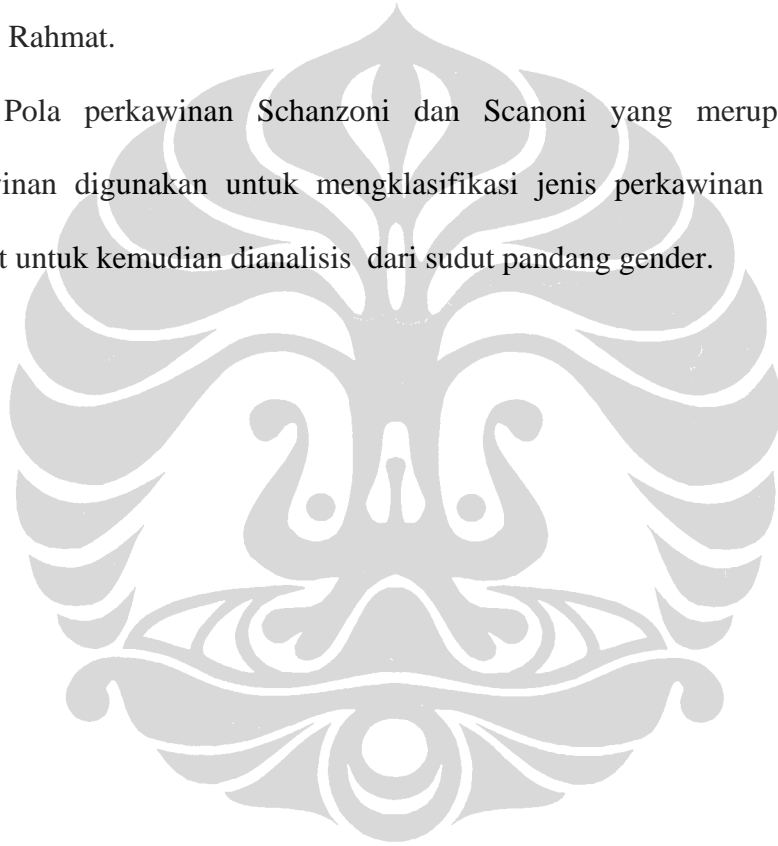 Rahmat.
Pola perkawinan Schanzoni dan Scanoni yang merup
inan digunakan untuk mengklasifikasi jenis perkawinan
t untuk kemudian dianalisis dari sudut pandang gender.